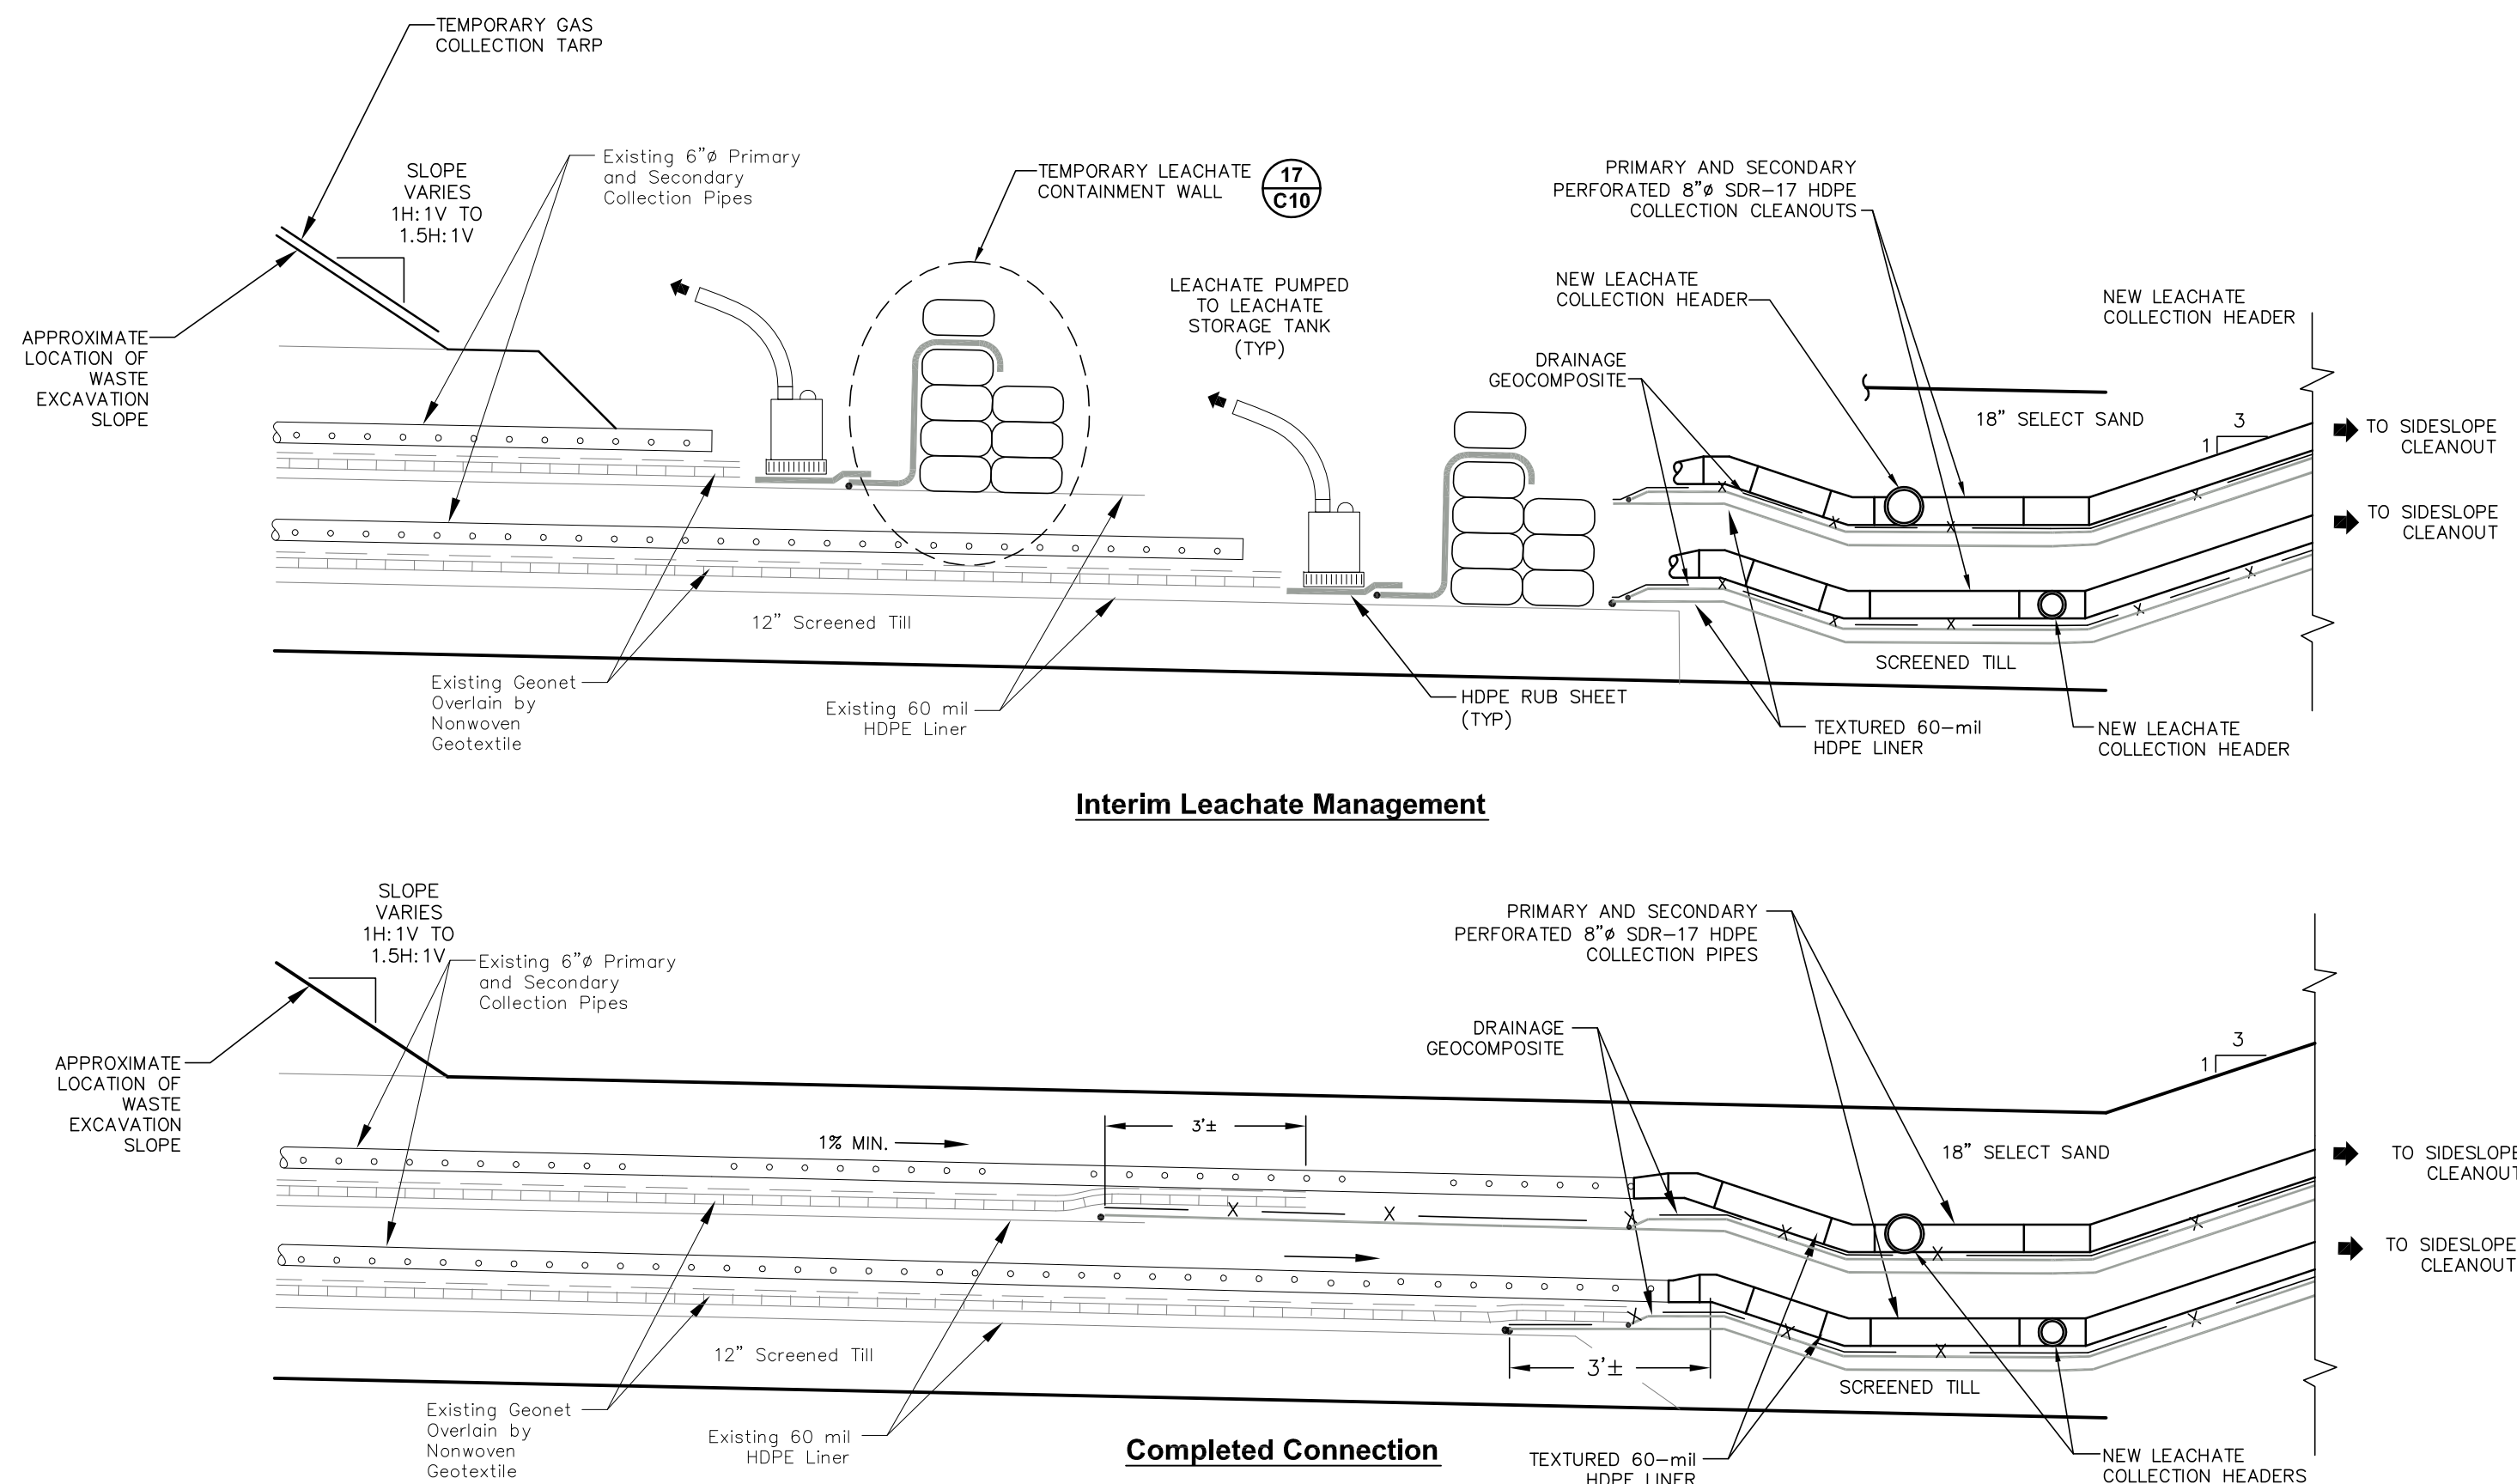 TEMPORARY GAS
COLLECTION TARP
SLOPE
VARIES
1H:1V TO
1.5H:1V
Existing 6"ø Primary
and Secondary
Collection Pipes
TEMPORARY LEACHATE
CONTAINMENT WALL
17
C10
PRIMARY AND SECONDARY
PERFORATED 8"ø SDR-17 HDPE
COLLECTION CLEANOUTS
APPROXIMATE
LOCATION OF
WASTE
EXCAVATION
SLOPE
LEACHATE PUMPED
TO LEACHATE
STORAGE TANK
(TYP)
NEW LEACHATE
COLLECTION HEADER
NEW LEACHATE
COLLECTION HEADER
DRAINAGE
GEOCOMPOSITE
18" SELECT SAND
3
1
TO SIDESLOPE
CLEANOUT
TO SIDESLOPE
CLEANOUT
12" Screened Till
SCREENED TILL
Existing Geonet
Overlain by
Nonwoven
Geotextile
Existing 60 mil
HDPE Liner
HDPE RUB SHEET
(TYP)
TEXTURED 60-mil
HDPE LINER
NEW LEACHATE
COLLECTION HEADER
Interim Leachate Management
SLOPE
VARIES
1H:1V TO
1.5H:1V
Existing 6"ø Primary
and Secondary
Collection Pipes
PRIMARY AND SECONDARY
PERFORATED 8"ø SDR-17 HDPE
COLLECTION PIPES
DRAINAGE
GEOCOMPOSITE
APPROXIMATE
LOCATION OF
WASTE
EXCAVATION
SLOPE
1% MIN.
3'±
18" SELECT SAND
3
1
TO SIDESLOPE
CLEANOUT
TO SIDESLOPE
CLEANOUT
12" Screened Till
3'±
SCREENED TILL
Existing Geonet
Overlain by
Nonwoven
Geotextile
Existing 60 mil
HDPE Liner
Completed Connection
TEXTURED 60-mil
HDPE LINER
NEW LEACHATE
COLLECTION HEADERS